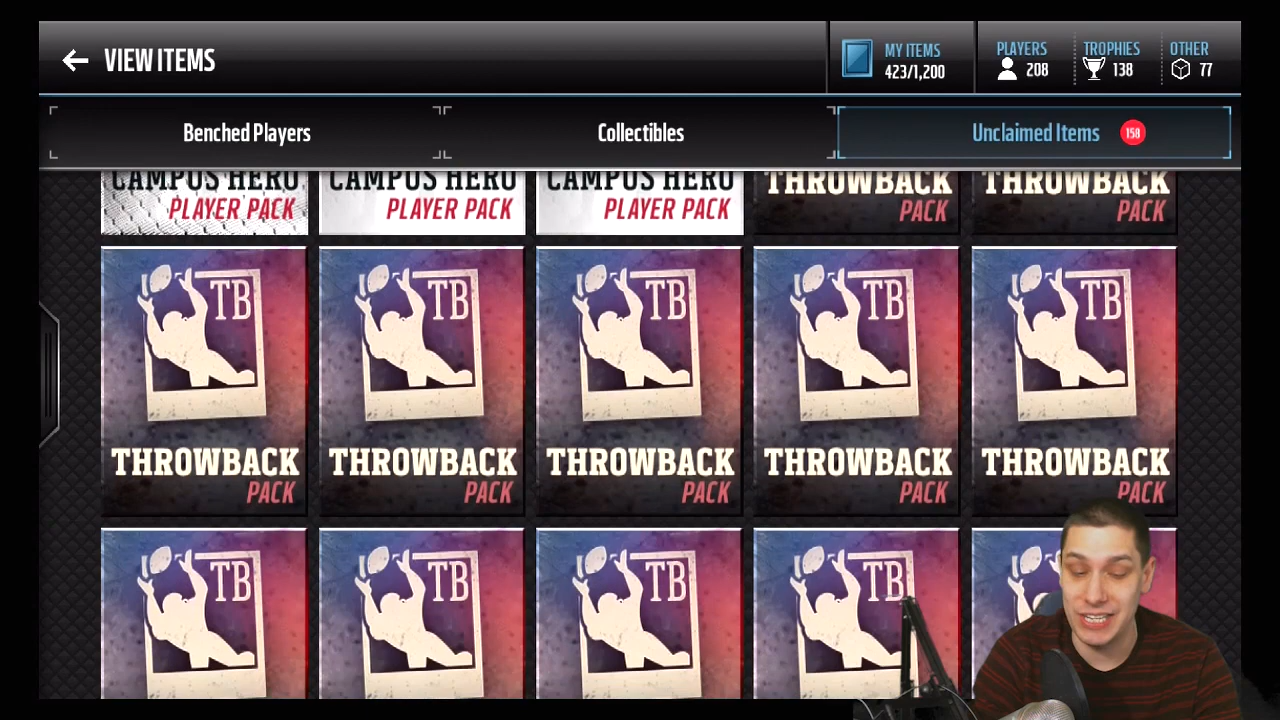 VIEW ITEMS
MY ITEMS
423/1,200
PLAYERS
208
TROPHIES
138
OTHER
77
Benched Players
Collectibles
Unclaimed Items 158
CAMPUS HERO
PLAYER PACK
CAMPUS HERO
PLAYER PACK
CAMPUS HERO
PLAYER PACK
THROWBACK
PACK
THROWBACK
PACK
TB
THROWBACK
PACK
TB
THROWBACK
PACK
TB
THROWBACK
PACK
TB
THROWBACK
PACK
TB
THROWBACK
PACK
TB
TB
TB
TB
TB